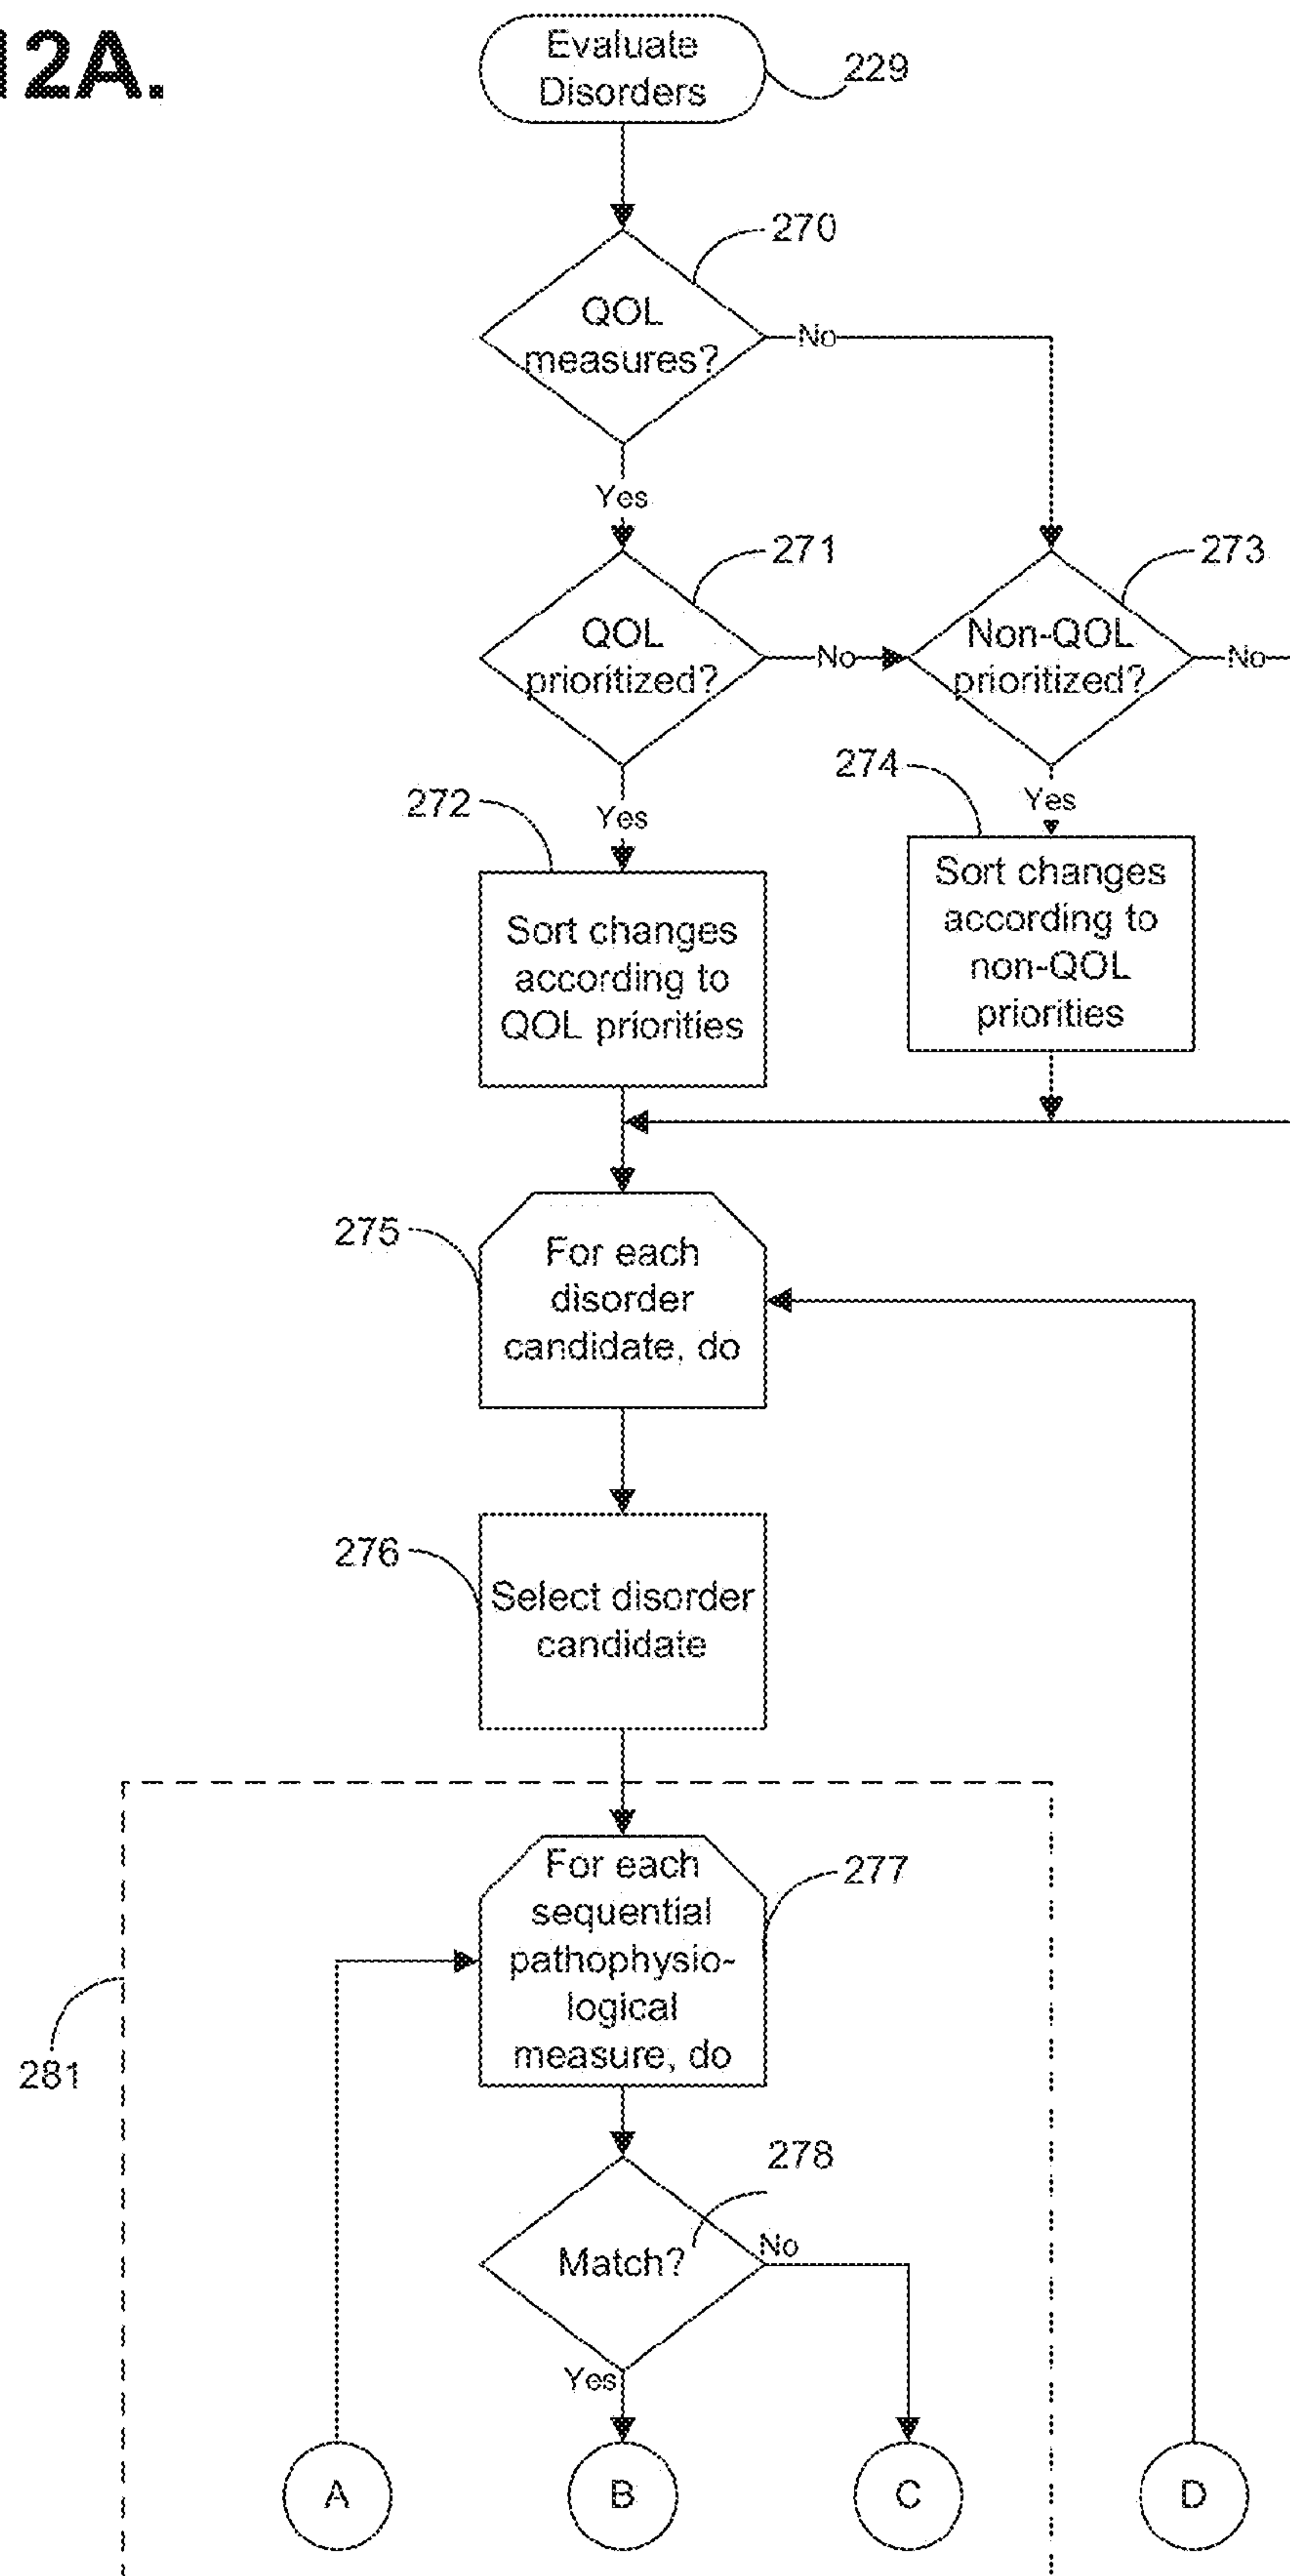 12A.
Evaluate
Disorders
229
270
QOL
measures?
No
Yes
271
273
QOL
prioritized?
No
Non-QOL
prioritized?
No
274
272
Yes
Yes
Sort changes
according to
QOL priorities
Sort changes
according to
non-QOL
priorities
275
For each
disorder
candidate, do
276
Select disorder
candidate
For each
sequential
pathophysio-
logical
measure, do
277
281
278
Match?
No
Yes
A
B
C
D